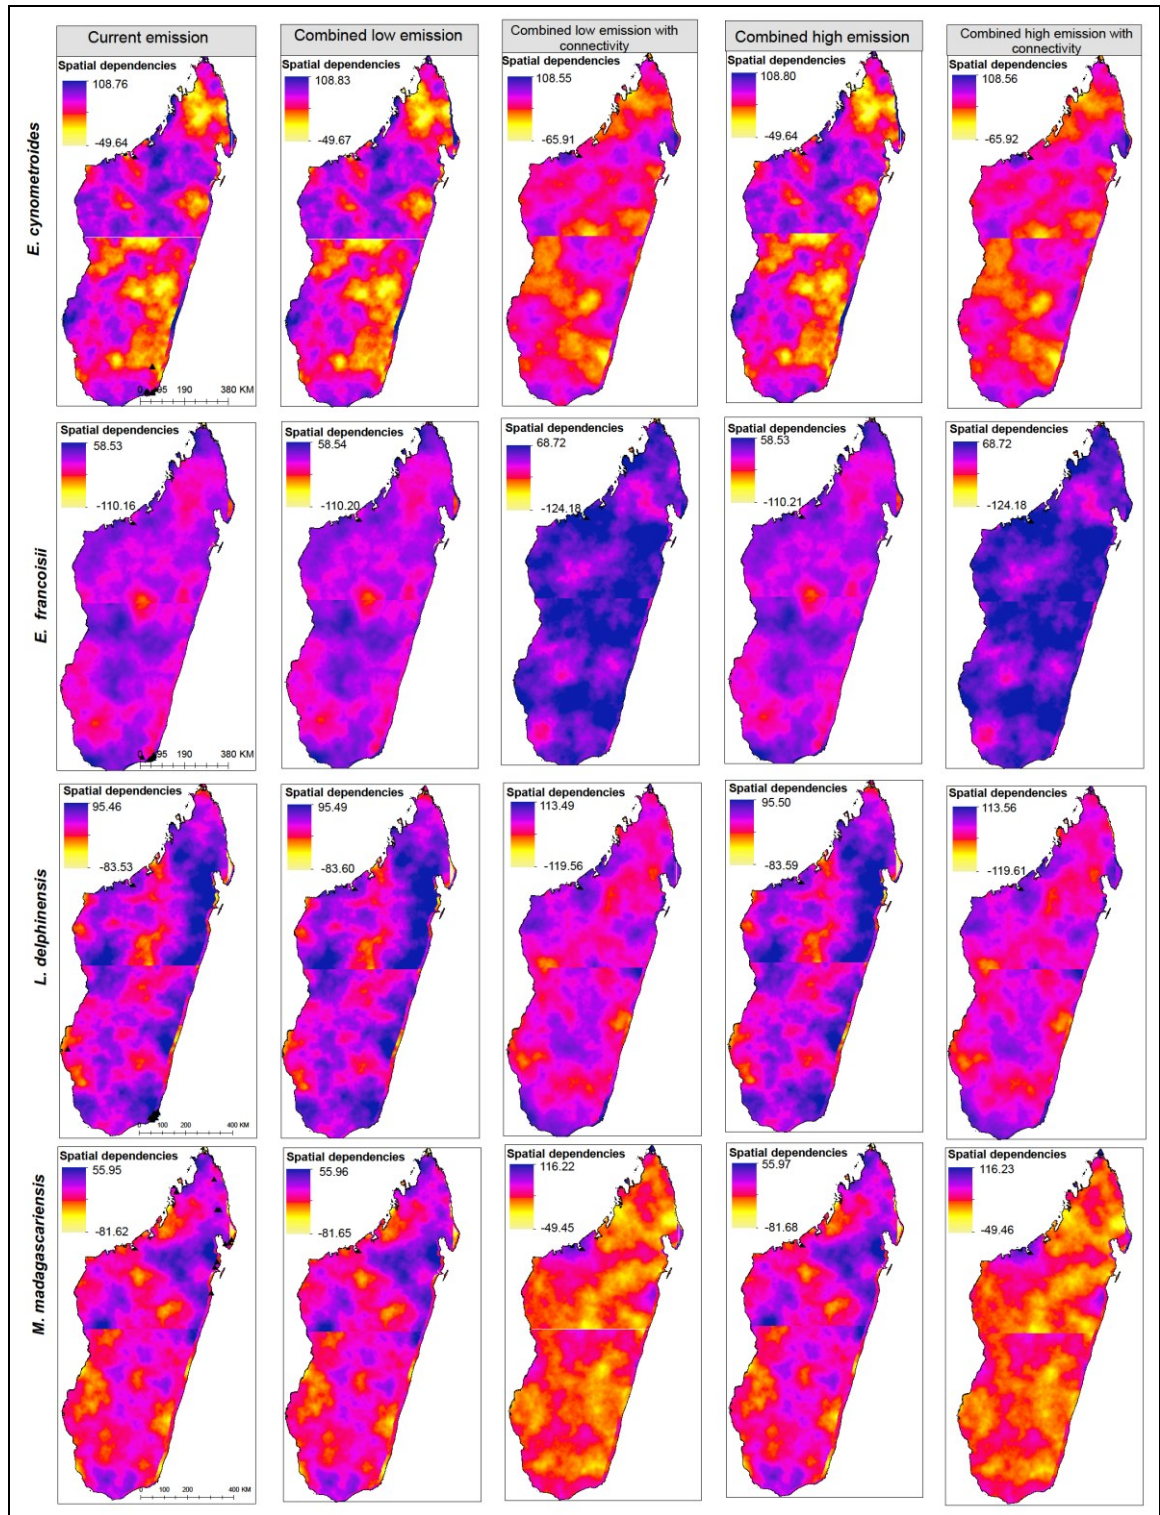 Current emission
Combined low emission
Combined low emission with
connectivity
Combined high emission
Combined high emission with
connectivity
E. cynometroides
Spatial dependencies
108.76
-49.64
0 95 190 380 KM
Spatial dependencies
108.83
-49.67
Spatial dependencies
108.55
-65.91
Spatial dependencies
108.80
-49.64
Spatial dependencies
108.56
-65.92
E. francoisii
Spatial dependencies
58.53
-110.16
0 95 190 380 KM
Spatial dependencies
58.54
-110.20
Spatial dependencies
68.72
-124.18
Spatial dependencies
58.53
-110.21
Spatial dependencies
68.72
-124.18
L. delphinensis
Spatial dependencies
95.46
-83.53
0 100 200 400 KM
Spatial dependencies
95.49
-83.60
Spatial dependencies
113.49
-119.56
Spatial dependencies
95.50
-83.59
Spatial dependencies
113.56
-119.61
M. madagascariensis
Spatial dependencies
55.95
-81.62
0 100 200 400 KM
Spatial dependencies
55.96
-81.65
Spatial dependencies
116.22
-49.45
Spatial dependencies
55.97
-81.68
Spatial dependencies
116.23
-49.46